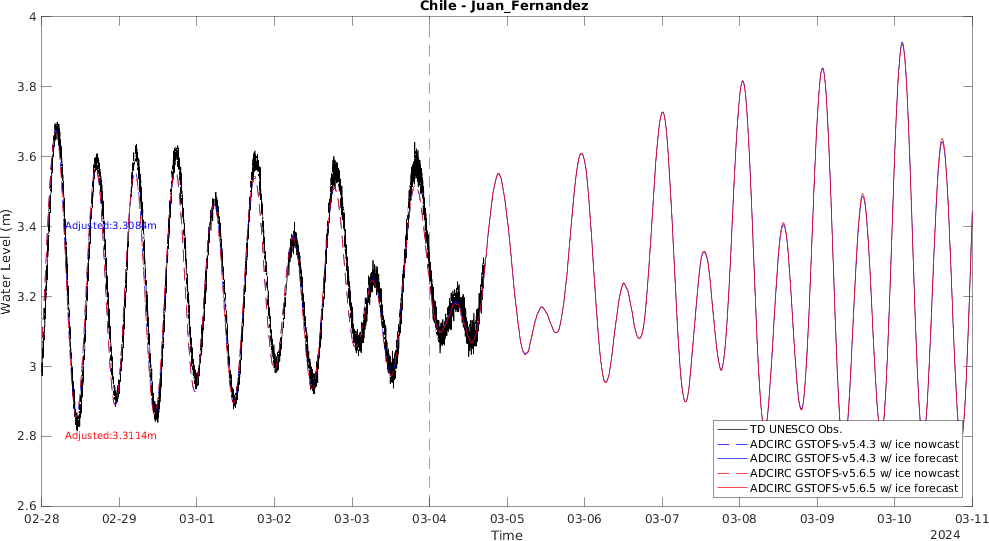 Chile - Juan_Fernandez
4
3.8
3.6
3.4
3.2
3
2.8
2.6
Water Level (m)
Adjusted:3.3084m
Adjusted:3.3114m
TD UNESCO Obs.
ADCIRC GSTOFS-v5.4.3 w/ ice nowcast
ADCIRC GSTOFS-v5.4.3 w/ ice forecast
ADCIRC GSTOFS-v5.6.5 w/ ice nowcast
ADCIRC GSTOFS-v5.6.5 w/ ice forecast
02-28 02-29 03-01 03-02 03-03 03-04 03-05 03-06 03-07 03-08 03-09 03-10 03-11
Time
2024